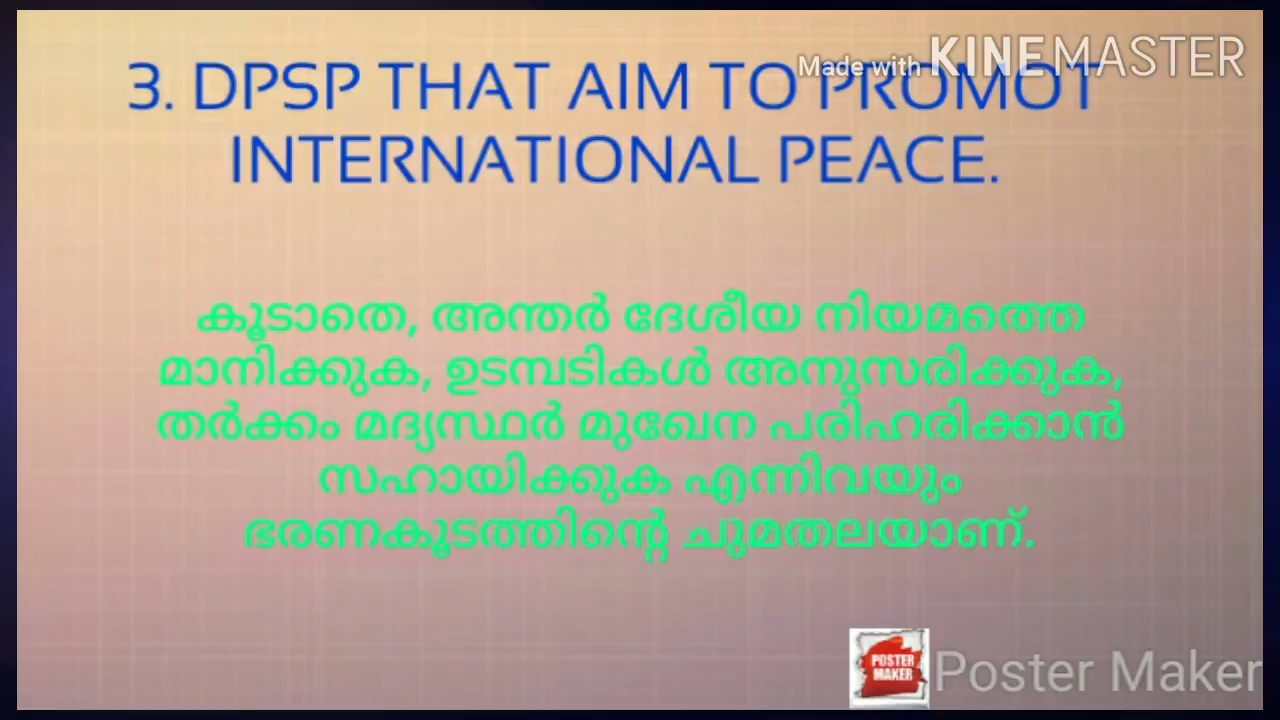 Made with KINEMASTER
3. DPSP THAT AIM TO PROMOT
INTERNATIONAL PEACE.
കൂടാതെ, അന്തർ ദേശീയ നിയമത്തെ
മാനിക്കുക, ഉടമ്പടികൾ അനുസരിക്കുക,
തർക്കം മദ്യസ്ഥർ മുഖേന പരിഹരിക്കാൻ
സഹായിക്കുക എന്നിവയും
ഭരണകൂടത്തിന്റെ ചുമതലയാണ്.
POSTER
MAKER
Poster Maker